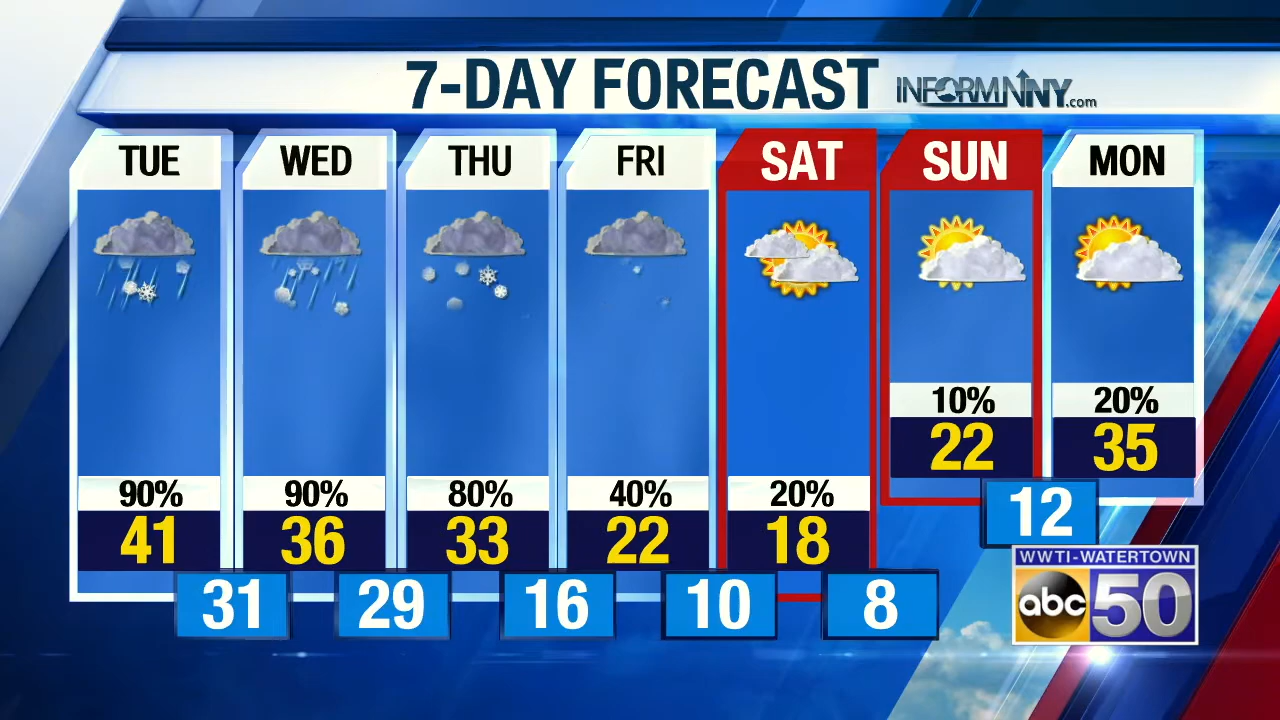 7-DAY FORECAST INFORMNNY.com
TUE WED THU FRI SAT SUN MON
10% 20%
22 35
90% 90% 80% 40% 20%
41 36 33 22 18
12
31 29 16 10 8
WWTI-WATERTOWN
abc 50